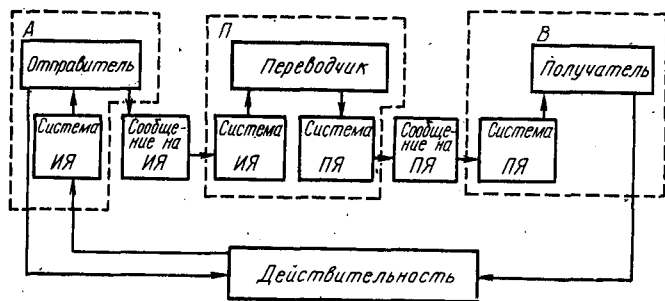 А
П
В
Отправитель
Переводчик
Получатель
Система
ИЯ
Сообще-
ние на
ИЯ
Система
ИЯ
Система
ПЯ
Сообще-
ние на
ПЯ
Система
ПЯ
Действительность